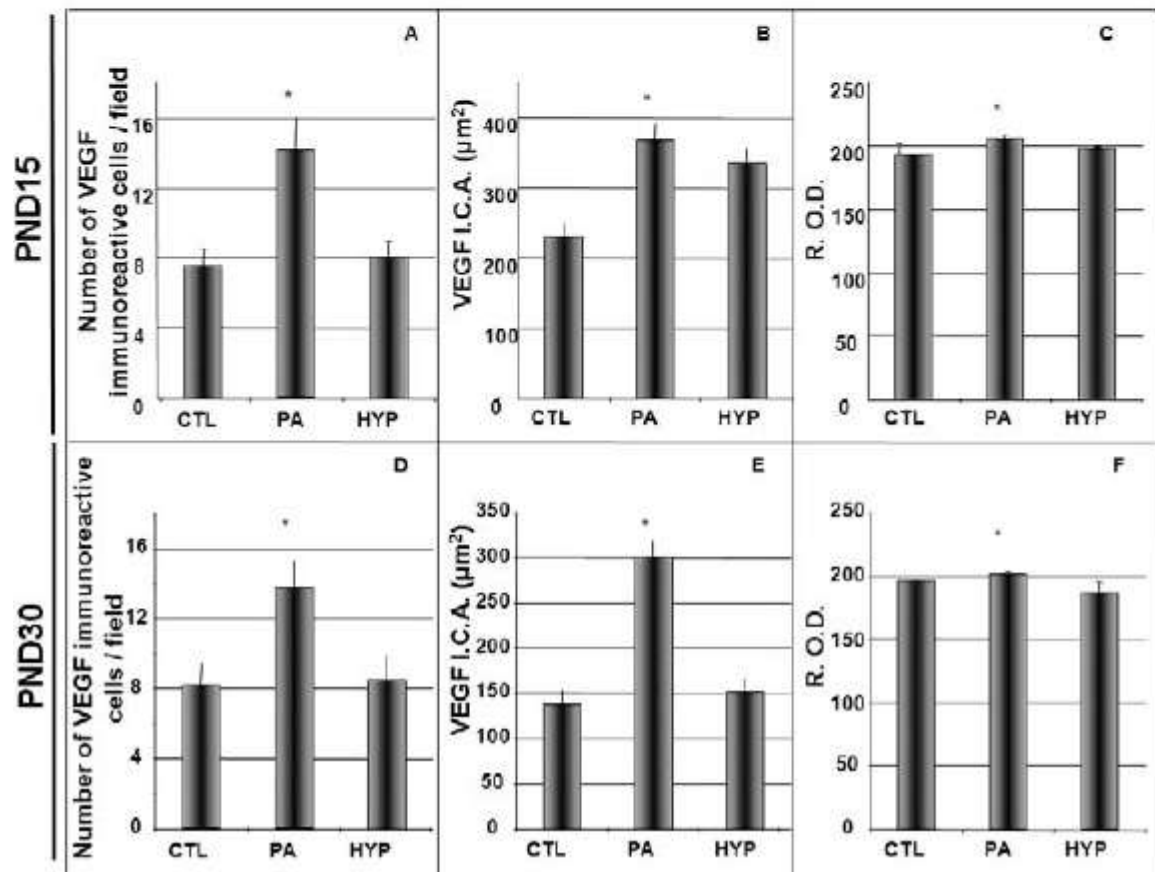 PND15
A
Number of VEGF
immunoreactive cells / field
16
12
8
4
0
*
CTL PA HYP
B
VEGF I.C.A. (µm²)
400
300
200
100
0
*
CTL PA HYP
C
R. O.D.
250
200
150
100
50
0
*
CTL PA HYP
PND30
D
Number of VEGF immunoreactive
cells / field
16
12
8
4
0
*
CTL PA HYP
E
VEGF I.C.A. (µm²)
350
300
250
200
150
100
50
0
*
CTL PA HYP
F
R. O.D.
250
200
150
100
50
0
*
CTL PA HYP